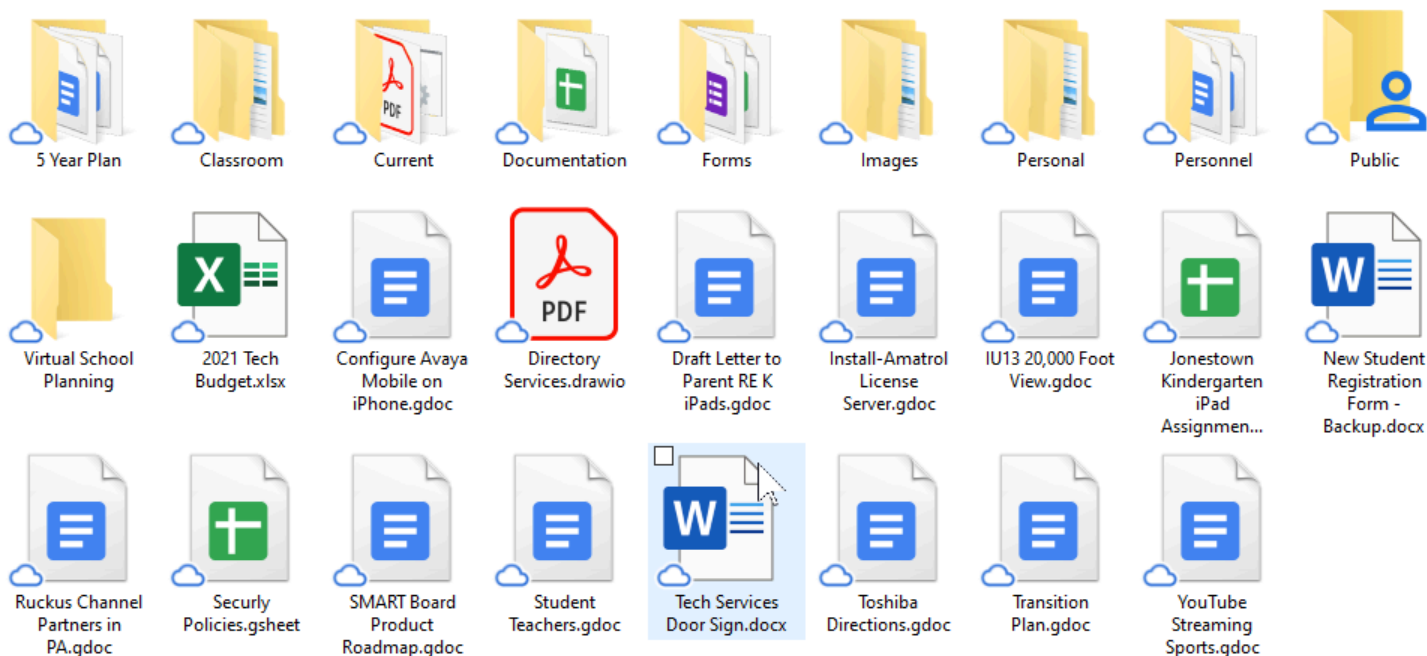 5 Year Plan
Classroom
PDF
Current
Documentation
Forms
Images
Personal
Personnel
Public
Virtual School
Planning
X
2021 Tech
Budget.xlsx
Configure Avaya
Mobile on
iPhone.gdoc
PDF
Directory
Services.drawio
Draft Letter to
Parent RE K
iPads.gdoc
Install-Amatrol
License
Server.gdoc
IU13 20,000 Foot
View.gdoc
Jonestown
Kindergarten
iPad
Assignmen...
W
New Student
Registration
Form -
Backup.docx
Ruckus Channel
Partners in
PA.gdoc
Securly
Policies.gsheet
SMART Board
Product
Roadmap.gdoc
Student
Teachers.gdoc
W
Tech Services
Door Sign.docx
Toshiba
Directions.gdoc
Transition
Plan.gdoc
YouTube
Streaming
Sports.gdoc